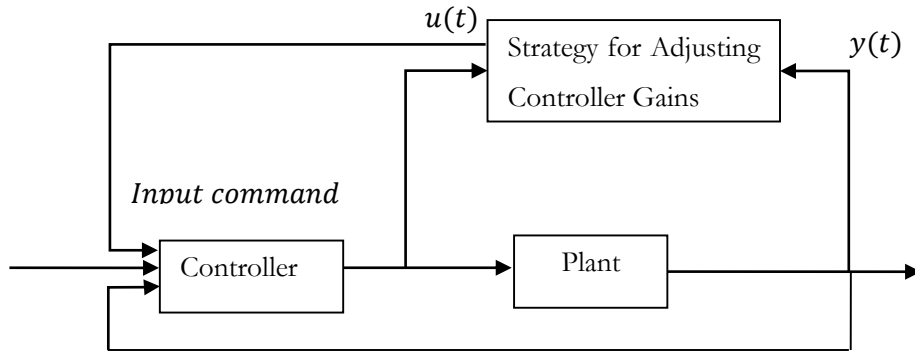 u(t)
Strategy for Adjusting
Controller Gains
y(t)
Input command
Controller
Plant